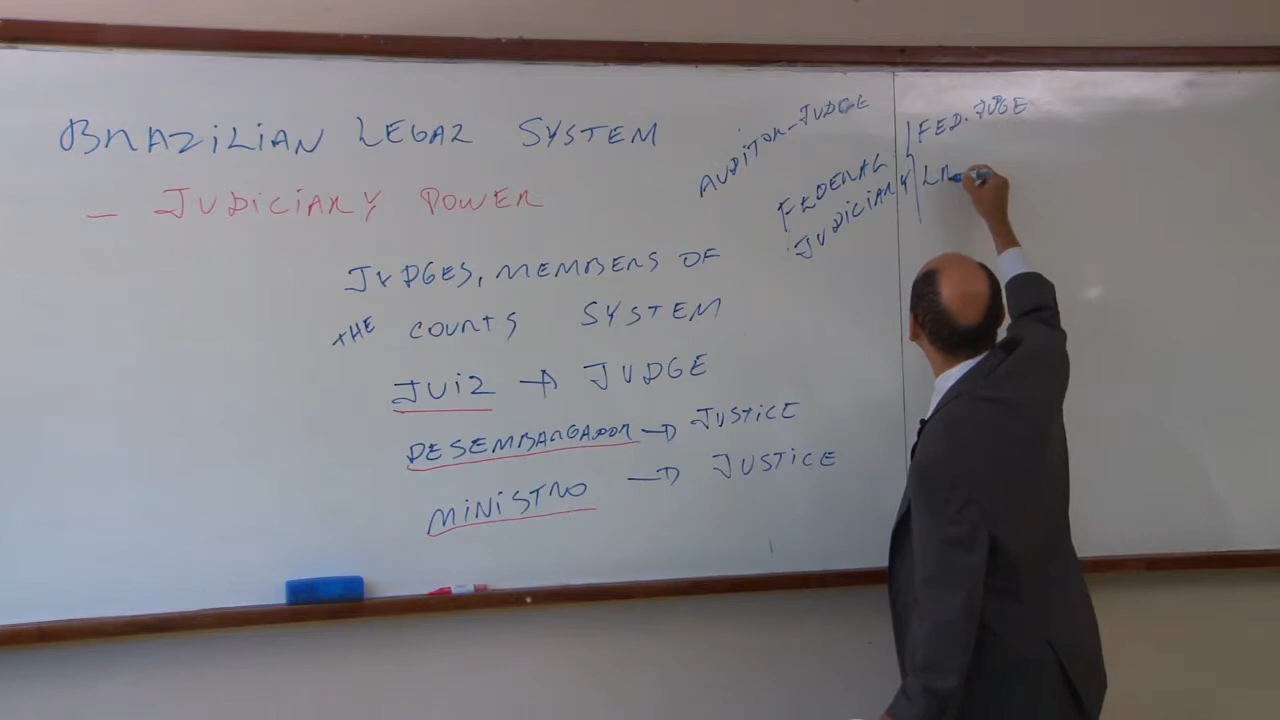 BRAZILIAN LEGAL SYSTEM
- JUDICIARY POWER
JUDGES, MEMBERS OF
THE COURTS SYSTEM
JUIZ → JUDGE
DESEMBARGADOR → JUSTICE
MINISTRO → JUSTICE
AUDITOR-JUDGE
FEDERAL
JUDICIARY
FED. JUGE